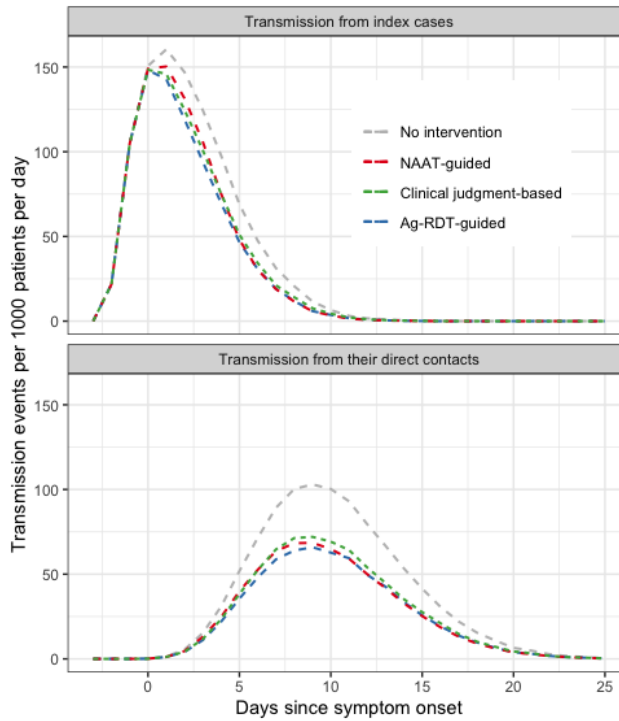 Transmission from index cases
150
100
50
0
No intervention
NAAT-guided
Clinical judgment-based
Ag-RDT-guided
Transmission events per 1000 patients per day
Transmission from their direct contacts
150
100
50
0
0 5 10 15 20 25
Days since symptom onset